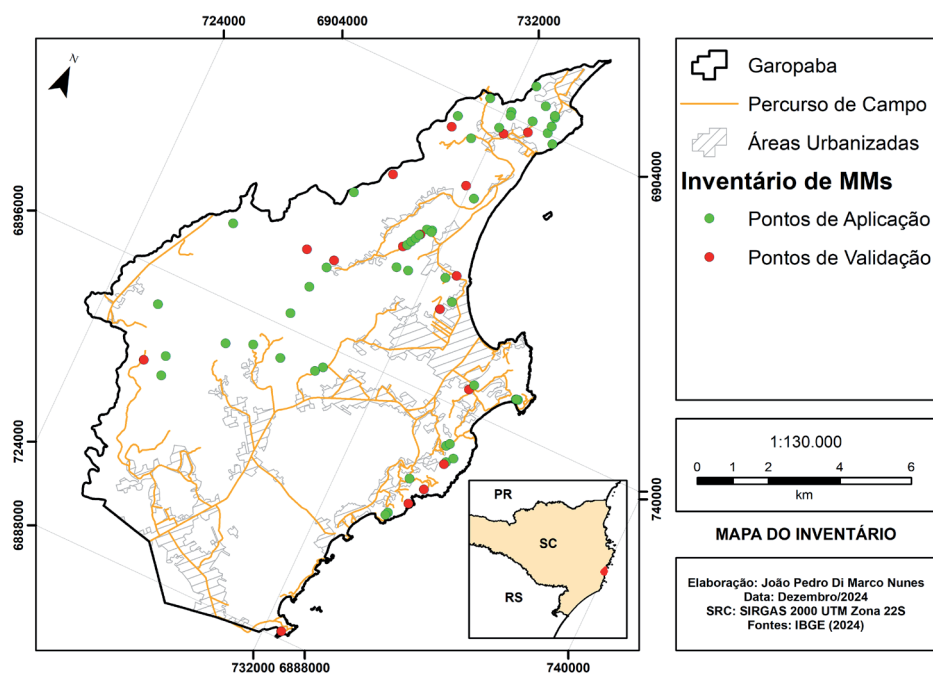 724000
6904000
732000
N
6896000
724000
6888000
6904000
740000
732000
6888000
740000
PR
SC
RS
Garopaba
Percurso de Campo
Áreas Urbanizadas
Inventário de MMs
Pontos de Aplicação
Pontos de Validação
1:130.000
0 1 2 4 6
km
MAPA DO INVENTÁRIO
Elaboração: João Pedro Di Marco Nunes
Data: Dezembro/2024
SRC: SIRGAS 2000 UTM Zona 22S
Fontes: IBGE (2024)